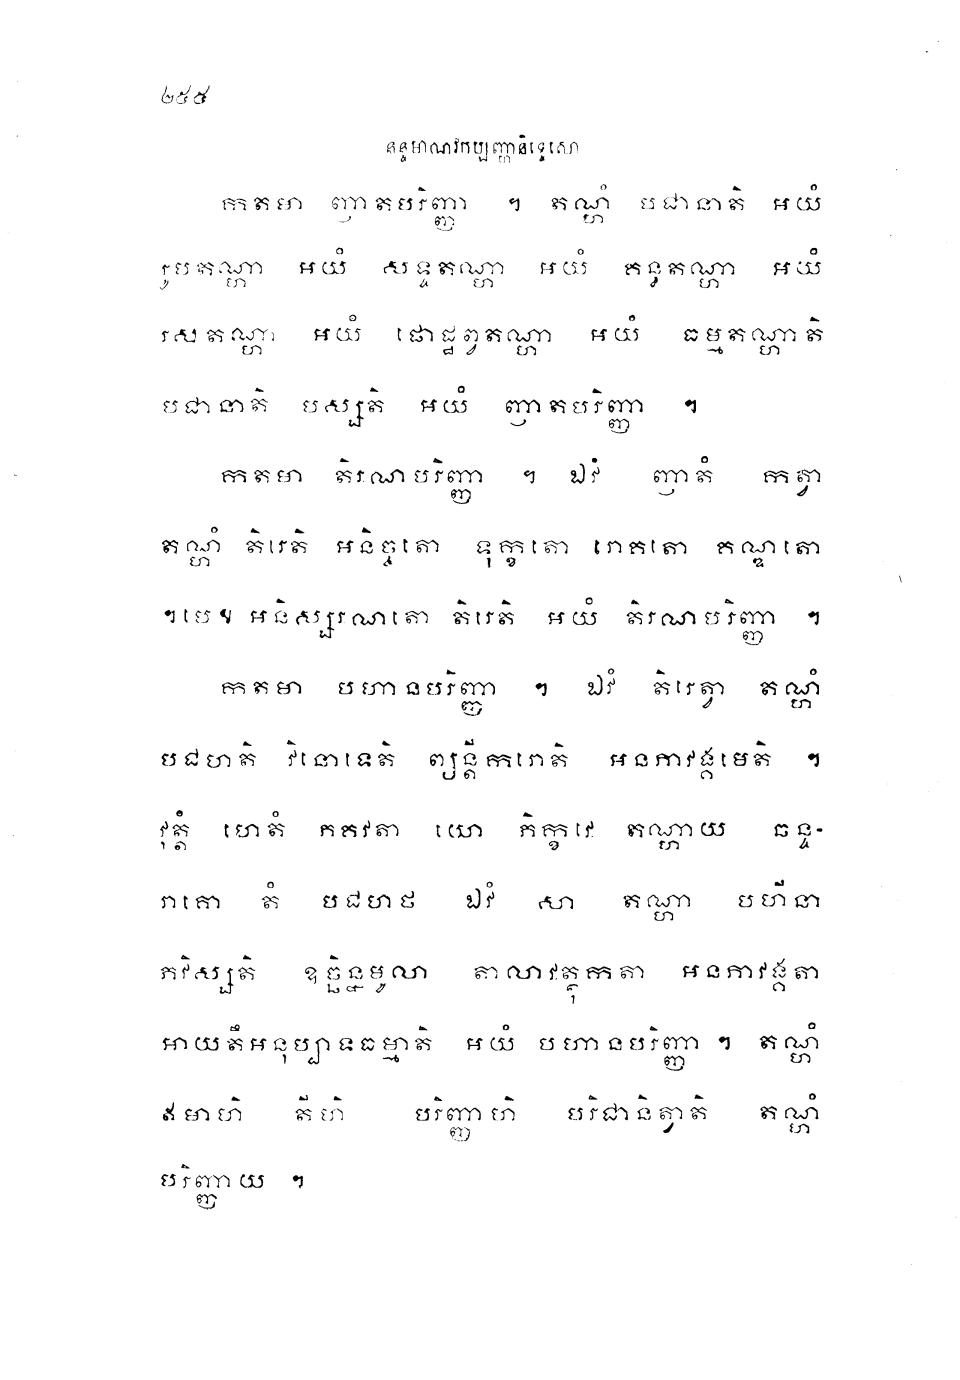 ២៥៥
នន្ទមាណវកប្បញ្ហានិទ្ទេសោ
កតមា ញាតបរិញ្ញា ។ តណ្ហំ បជានាតិ អយំ
រូបតណ្ហា អយំ សទ្ទតណ្ហា អយំ គន្ធតណ្ហា អយំ
រសតណ្ហា អយំ ផោដ្ឋព្វតណ្ហា អយំ ធម្មតណ្ហាតិ
បជានាតិ បស្សតិ អយំ ញាតបរិញ្ញា ។
កតមា តិរណបរិញ្ញា ។ ឯវំ ញាតំ កត្វា
តណ្ហំ តិរេតិ អនិច្ចតោ ទុក្ខតោ រោគតោ គណ្ឌតោ
។បេ។ អនិស្សរណតោ តិរេតិ អយំ តិរណបរិញ្ញា ។
កតមា បហានបរិញ្ញា ។ ឯវំ តិរេត្វា តណ្ហំ
បជហតិ វិនោទេតិ ព្យន្តីករោតិ អនភាវង្គមេតិ ។
វុត្តំ ហេតំ ភគវតា យោ ភិក្ខវេ តណ្ហាយ ឆន្ទ-
រាគោ តំ បជហថ ឯវំ សា តណ្ហា បហីនា
ភវិស្សតិ ឧច្ឆិន្នមូលា តាលាវត្ថុកតា អនភាវង្គតា
អាយតឹអនុប្បាទធម្មាតិ អយំ បហានបរិញ្ញា ។ តណ្ហំ
ឥមាហិ តីហិ បរិញ្ញាហិ បរិជានិត្វាតិ តណ្ហំ
បរិញ្ញាយ ។